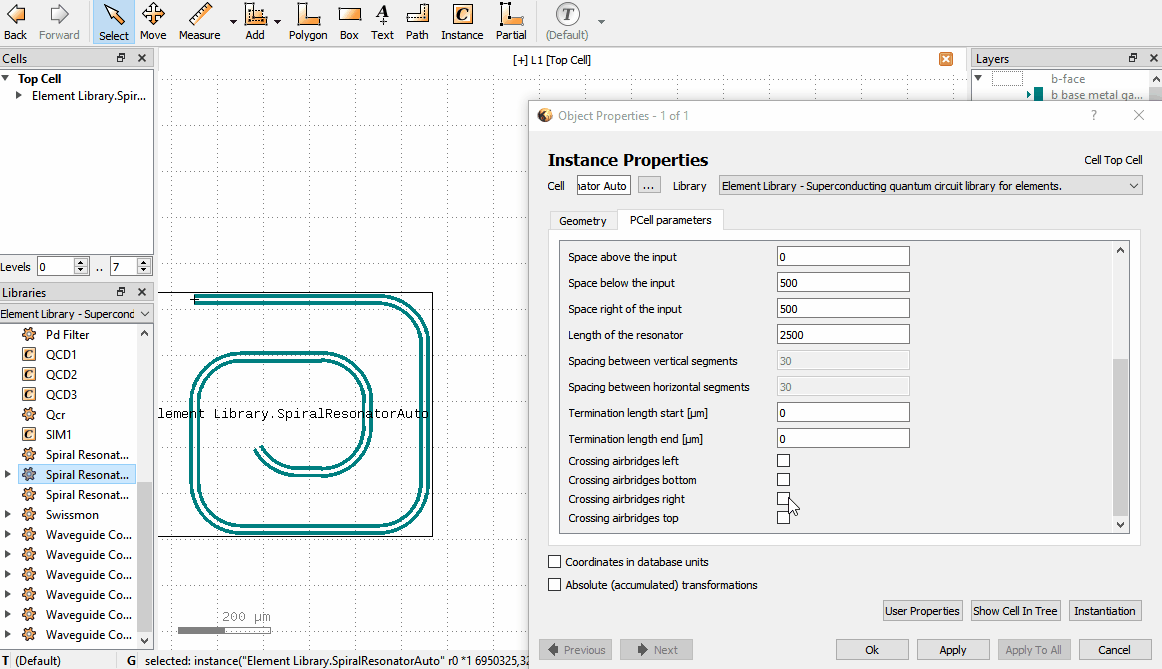 Back Forward Select Move Measure Add Polygon Box Text Path Instance Partial (Default)
Cells
Top Cell
Element Library.Spir...
Levels 0 .. 7
Libraries
Element Library - Supercond
Pd Filter
QCD1
QCD2
QCD3
Qcr
SIM1
Spiral Resonat...
Spiral Resonat...
Spiral Resonat...
Swissmon
Waveguide Co...
Waveguide Co...
Waveguide Co...
Waveguide Co...
Waveguide Co...
Waveguide Co...
[+] L1 [Top Cell]
lement Library.SpiralResonatorAuto
200 µm
Layers
b-face
b base metal ga...
Object Properties - 1 of 1
?
Instance Properties
Cell Top Cell
Cell nator Auto ... Library Element Library - Superconducting quantum circuit library for elements.
Geometry PCell parameters
Space above the input 0
Space below the input 500
Space right of the input 500
Length of the resonator 2500
Spacing between vertical segments 30
Spacing between horizontal segments 30
Termination length start [µm] 0
Termination length end [µm] 0
Crossing airbridges left
Crossing airbridges bottom
Crossing airbridges right
Crossing airbridges top
Coordinates in database units
Absolute (accumulated) transformations
User Properties Show Cell In Tree Instantiation
Previous Next Ok Apply Apply To All Cancel
T (Default) G selected: instance("Element Library.SpiralResonatorAuto" r0 *1 6950325,32